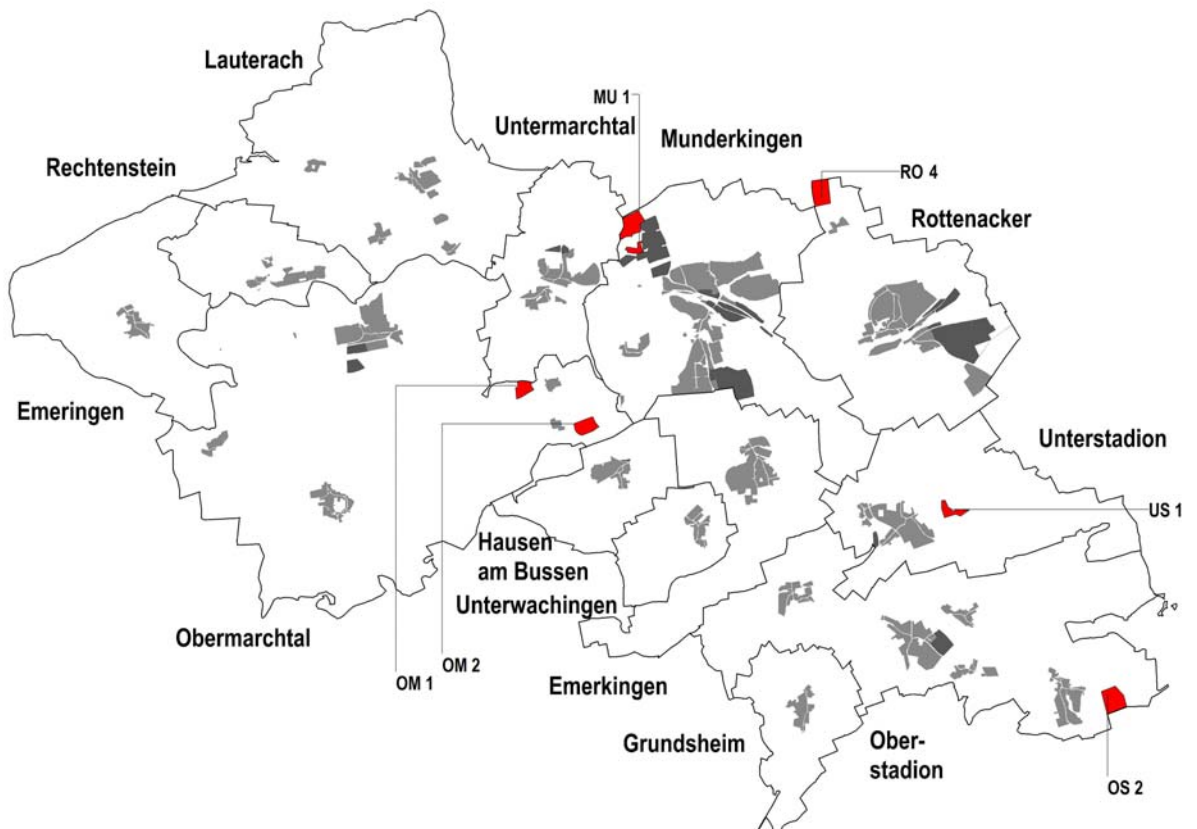 Lauterach
MU 1
Untermarchtal
Munderkingen
Rechtenstein
RO 4
Rottenacker
Emeringen
Unterstadion
US 1
Hausen
am Bussen
Unterwachingen
Obermarchtal
OM 2
OM 1
Emerkingen
Grundsheim
Ober-
stadion
OS 2